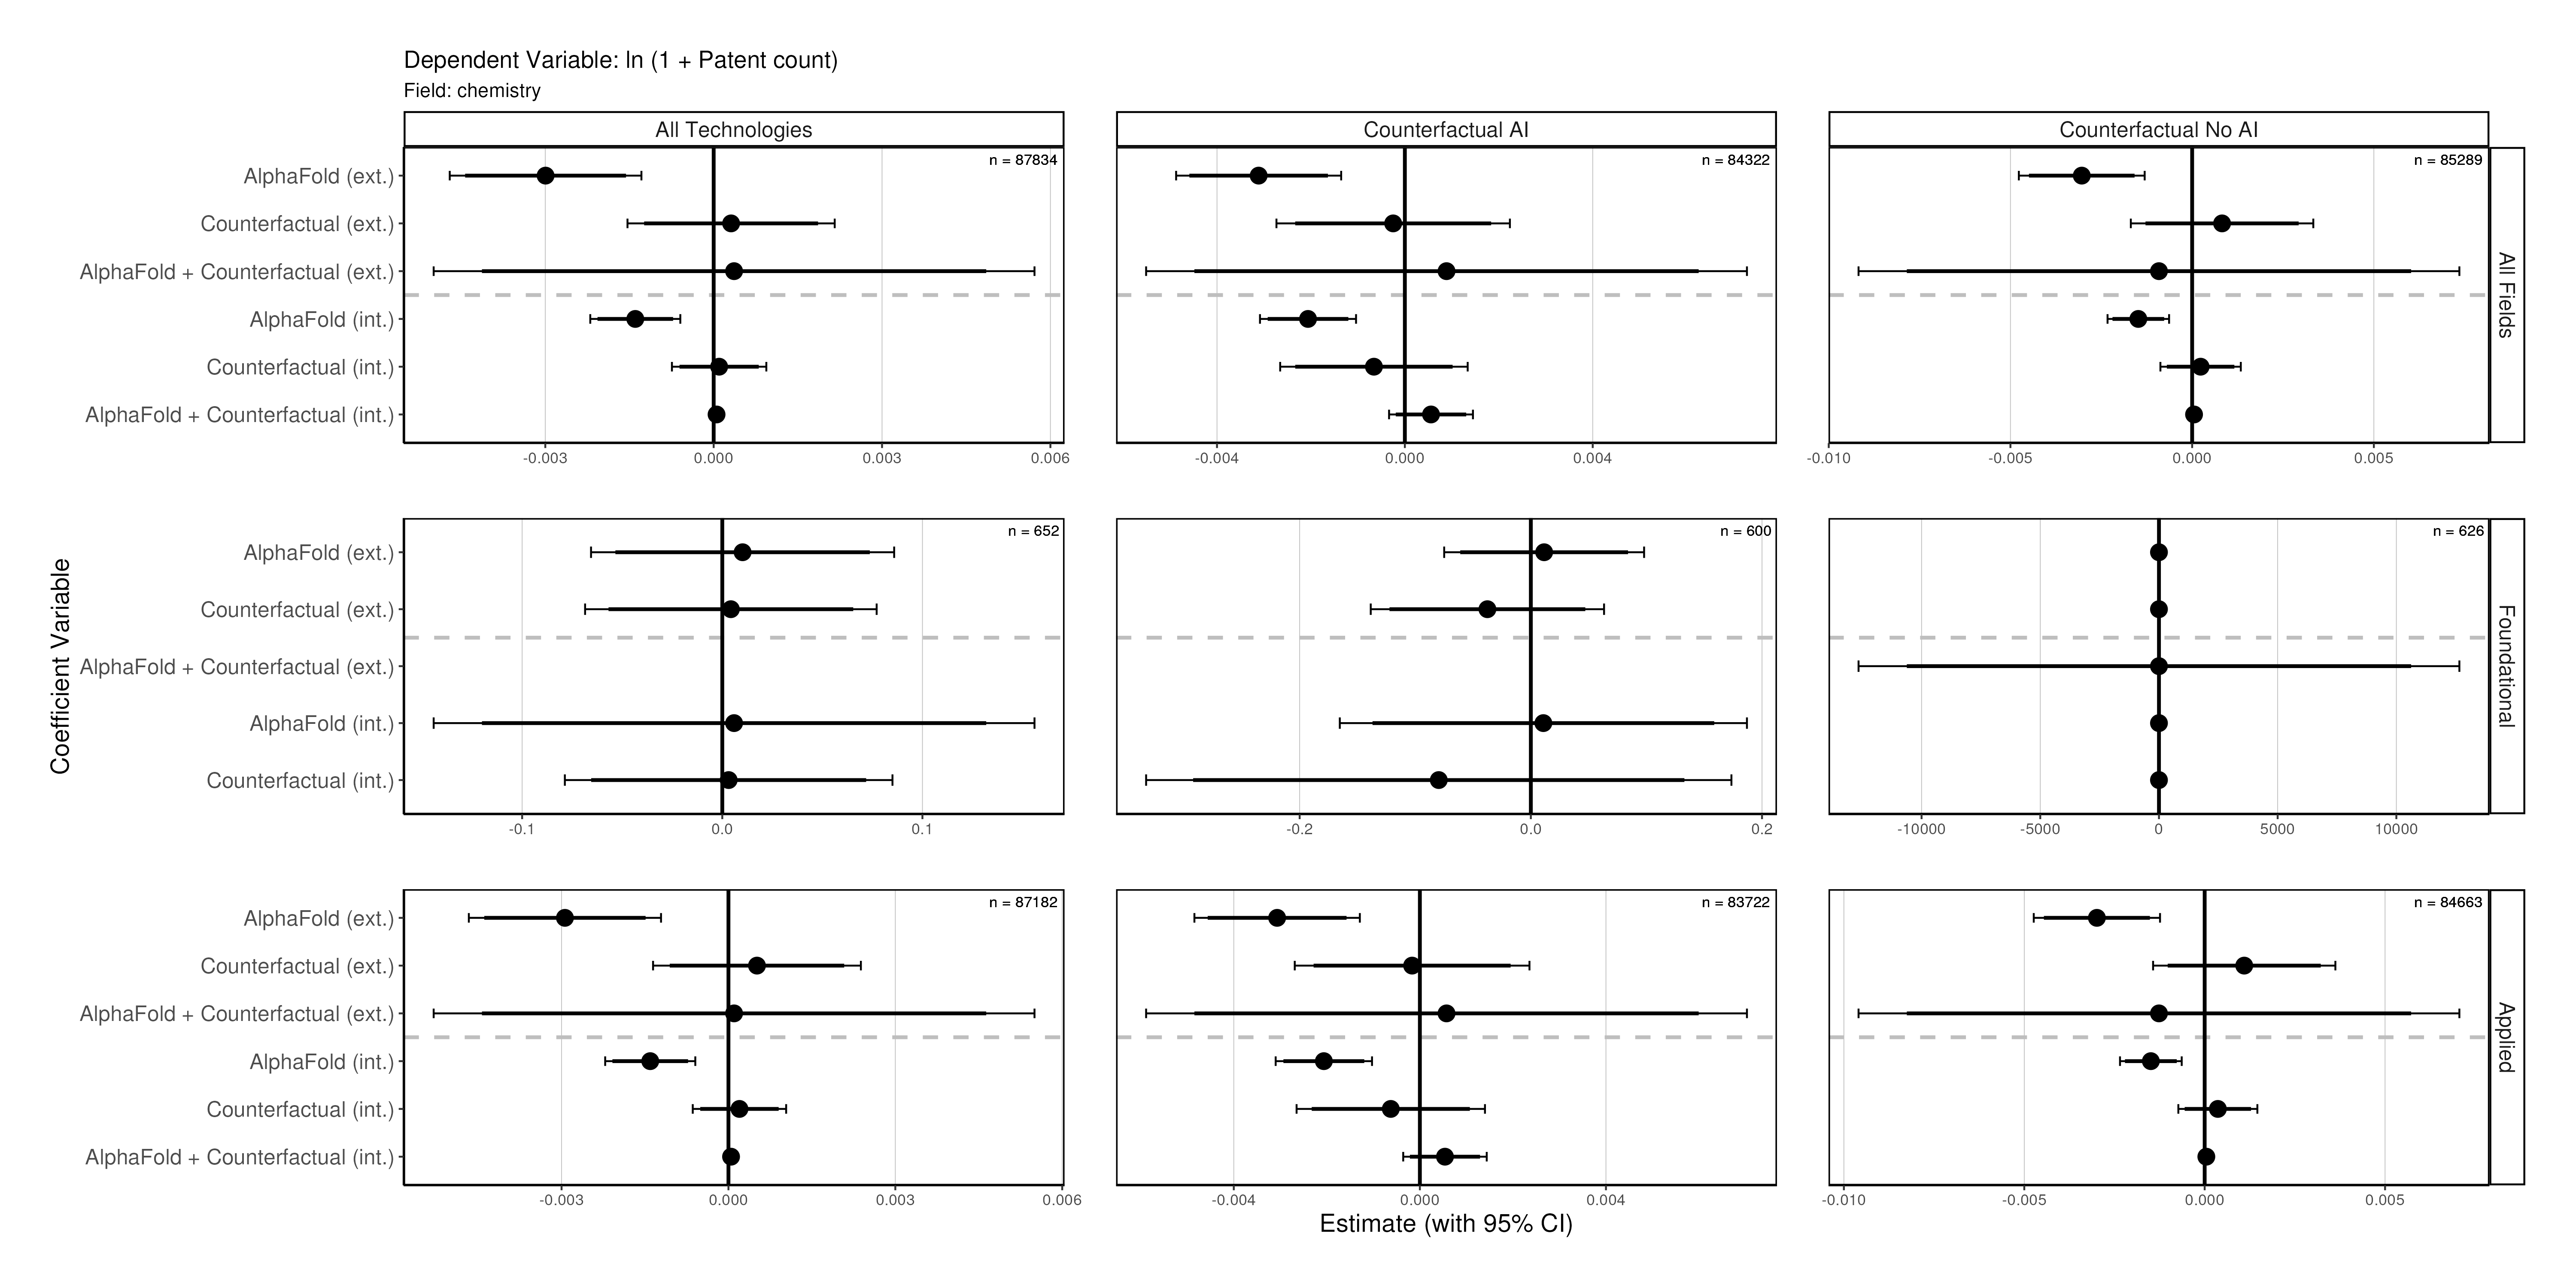 Dependent Variable: ln (1 + Patent count)
Field: chemistry
All Technologies
Counterfactual AI
Counterfactual No AI
n = 87834
n = 84322
n = 85289
AlphaFold (ext.)
Counterfactual (ext.)
AlphaFold + Counterfactual (ext.)
AlphaFold (int.)
Counterfactual (int.)
AlphaFold + Counterfactual (int.)
All Fields
-0.003 0.000 0.003 0.006
-0.004 0.000 0.004
-0.010 -0.005 0.000 0.005
Coefficient Variable
n = 652
n = 600
n = 626
AlphaFold (ext.)
Counterfactual (ext.)
AlphaFold + Counterfactual (ext.)
AlphaFold (int.)
Counterfactual (int.)
Foundational
-0.1 0.0 0.1
-0.2 0.0 0.2
-10000 -5000 0 5000 10000
n = 87182
n = 83722
n = 84663
AlphaFold (ext.)
Counterfactual (ext.)
AlphaFold + Counterfactual (ext.)
AlphaFold (int.)
Counterfactual (int.)
AlphaFold + Counterfactual (int.)
Applied
-0.003 0.000 0.003 0.006
-0.004 0.000 0.004
-0.010 -0.005 0.000 0.005
Estimate (with 95% CI)